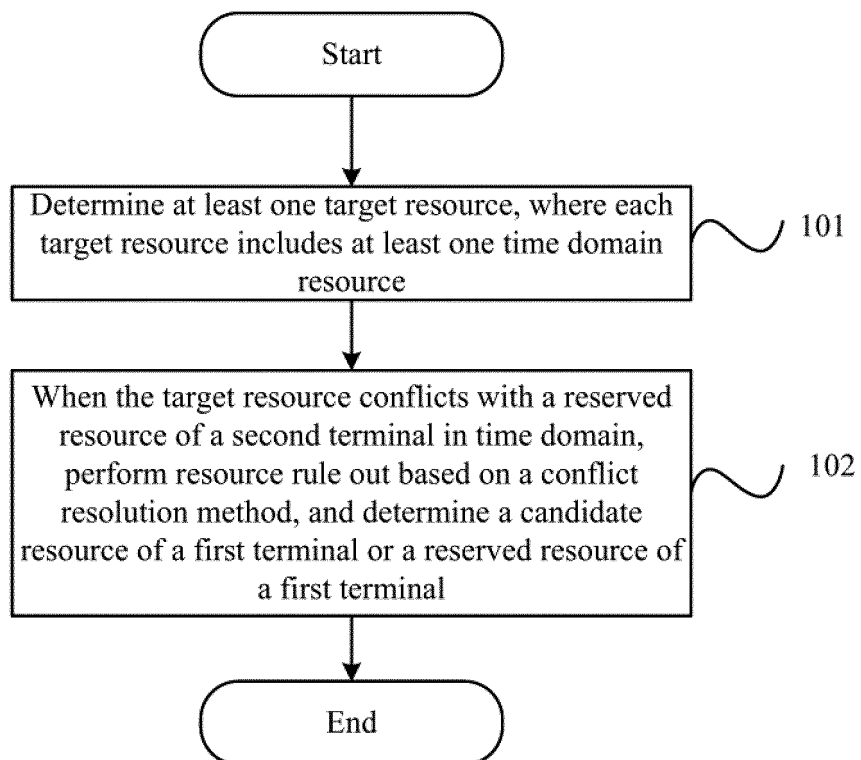 Start
Determine at least one target resource, where each
target resource includes at least one time domain
resource
101
When the target resource conflicts with a reserved
resource of a second terminal in time domain,
perform resource rule out based on a conflict
resolution method, and determine a candidate
resource of a first terminal or a reserved resource of
a first terminal
102
End